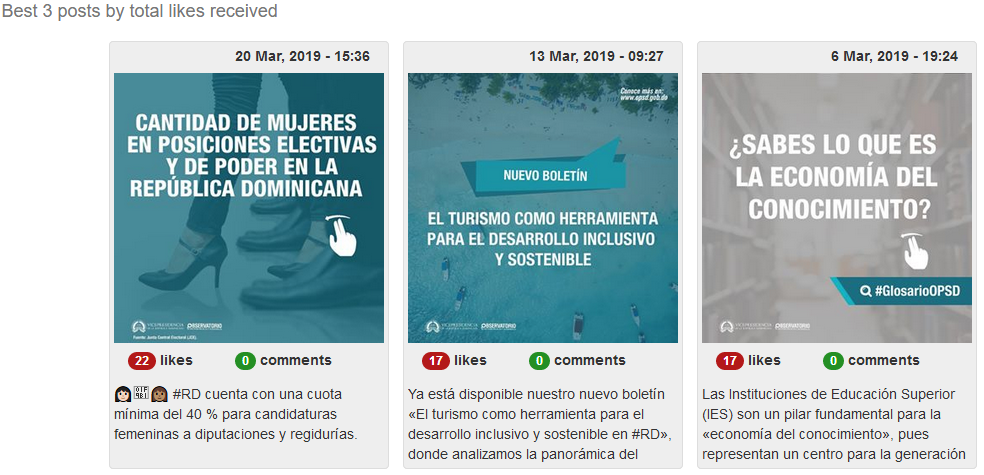 Best 3 posts by total likes received
20 Mar, 2019 - 15:36
CANTIDAD DE MUJERES
EN POSICIONES ELECTIVAS
Y DE PODER EN LA
REPÚBLICA DOMINICANA
VICEPRESIDENCIA
OBSERVATORIO
Fuente: Junta Central Electoral (JCE).
22 likes
0 comments
#RD cuenta con una cuota
mínima del 40 % para candidaturas
femeninas a diputaciones y regidurías.
13 Mar, 2019 - 09:27
Conoce más en:
www.opsd.gob.do
NUEVO BOLETÍN
EL TURISMO COMO HERRAMIENTA
PARA EL DESARROLLO INCLUSIVO
Y SOSTENIBLE
VICEPRESIDENCIA
OBSERVATORIO
17 likes
0 comments
Ya está disponible nuestro nuevo boletín
«El turismo como herramienta para el
desarrollo inclusivo y sostenible en #RD»,
donde analizamos la panorámica del
6 Mar, 2019 - 19:24
¿SABES LO QUE ES
LA ECONOMÍA DEL
CONOCIMIENTO?
#GlosarioOPSD
VICEPRESIDENCIA
OBSERVATORIO
17 likes
0 comments
Las Instituciones de Educación Superior
(IES) son un pilar fundamental para la
«economía del conocimiento», pues
representan un centro para la generación